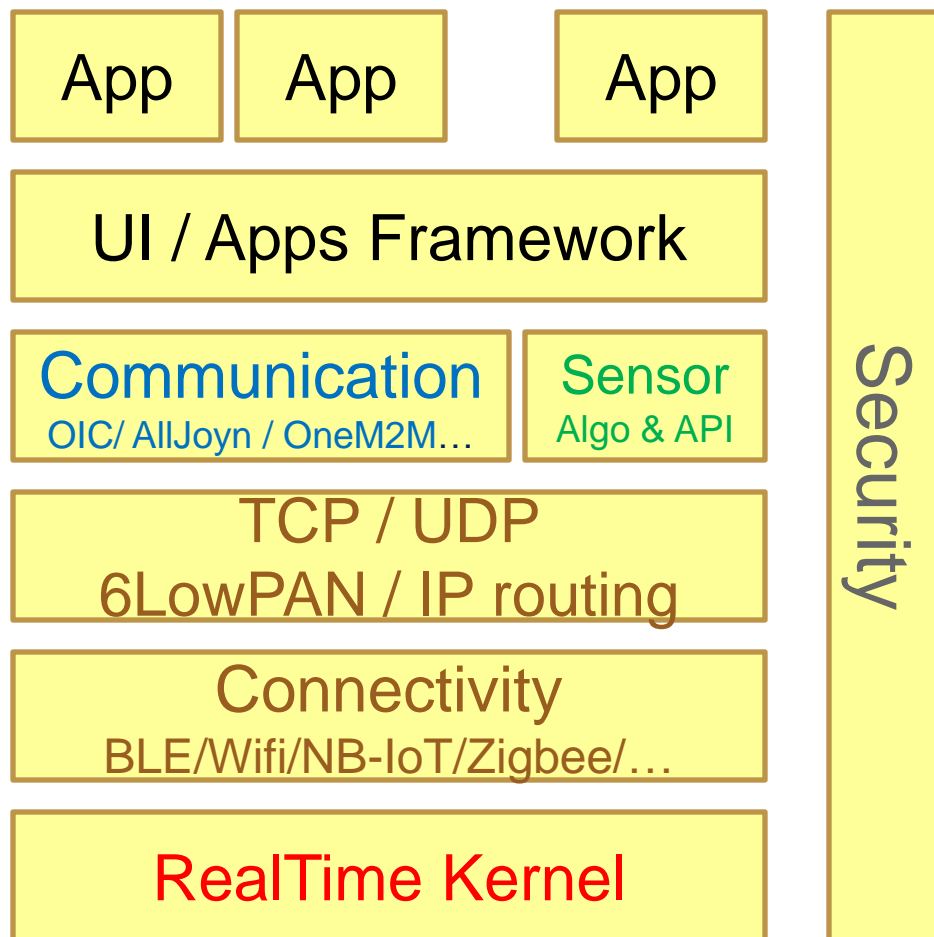 App
App
App
UI / Apps Framework
Communication
OIC/ AllJoyn / OneM2M…
Sensor
Algo & API
TCP / UDP
6LowPAN / IP routing
Connectivity
BLE/Wifi/NB-IoT/Zigbee/…
RealTime Kernel
Security